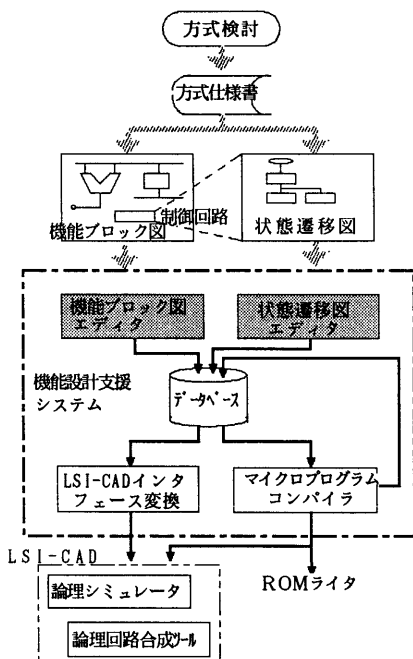 方式検討
方式仕様書
制御回路
機能ブロック図
状態遷移図
機能ブロック図
エディタ
状態遷移図
エディタ
機能設計支援
システム
データベース
LSI-CADインタ
フェース変換
マイクロプログラム
コンパイラ
LSI-CAD
ROMライタ
論理シミュレータ
論理回路合成ツール